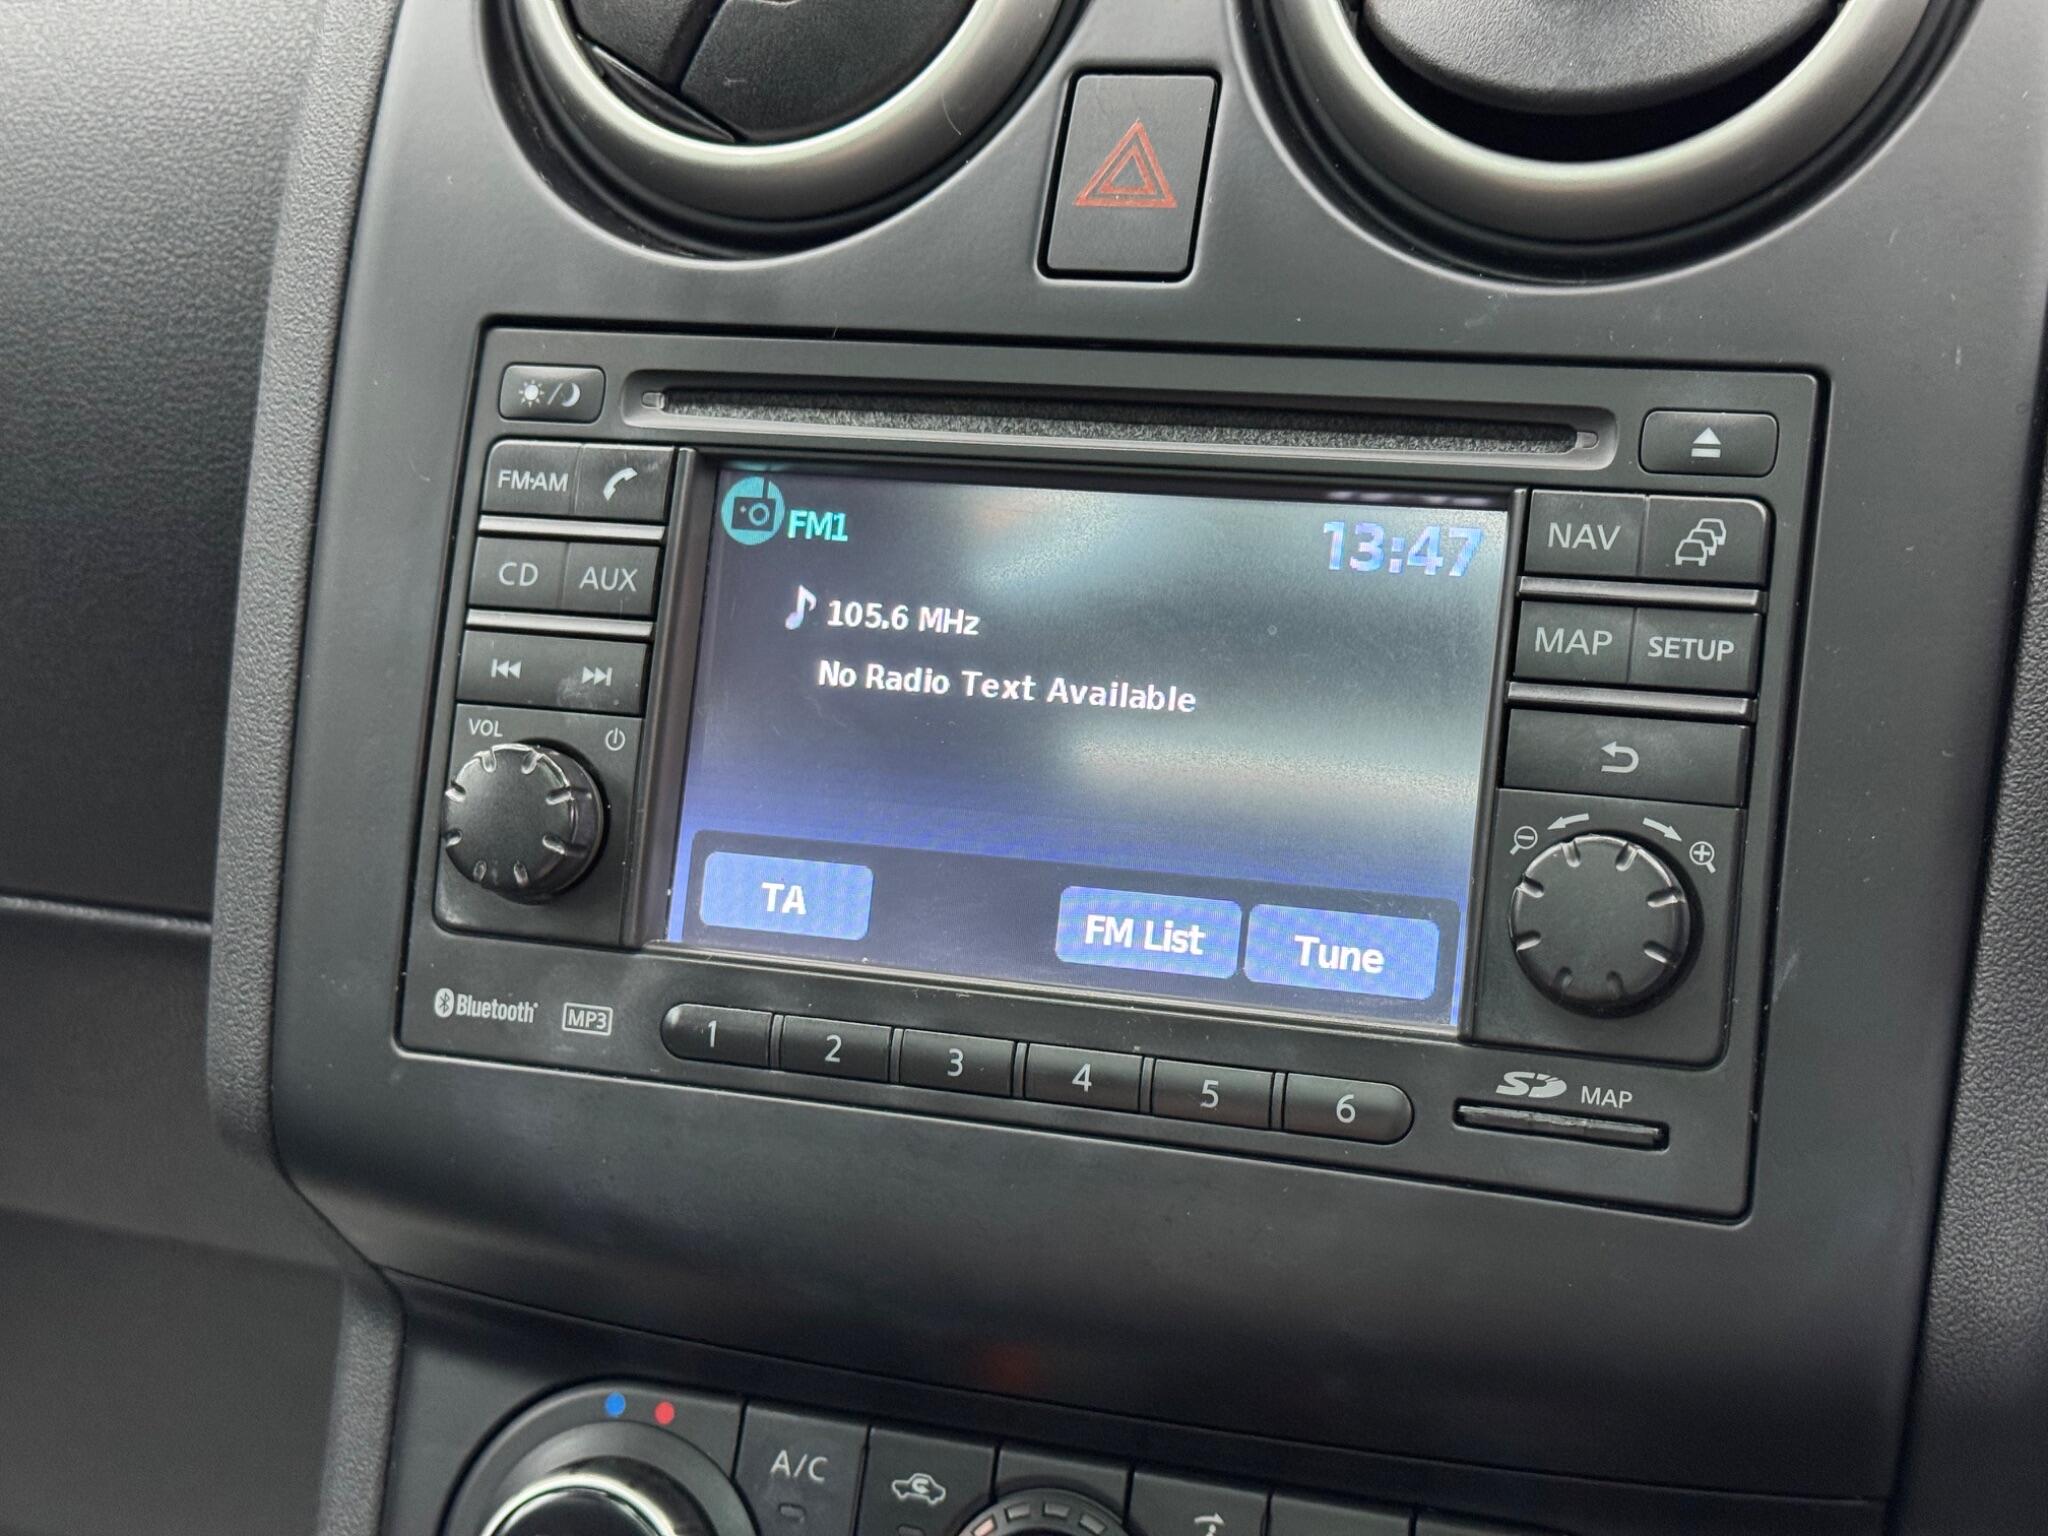 FM·AM
CD AUX
VOL
FM1
13:47
105.6 MHz
No Radio Text Available
TA
FM List
Tune
NAV
MAP SETUP
Bluetooth
MP3
1 2 3 4 5 6
SD MAP
A/C